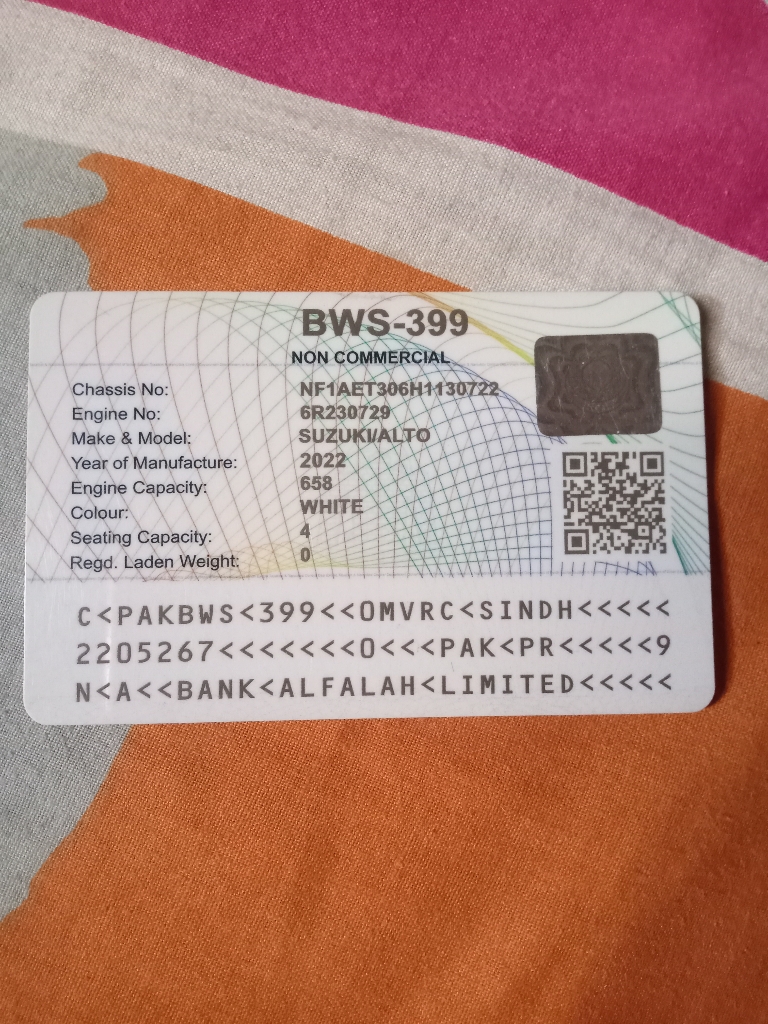 BWS-399
NON COMMERCIAL
Chassis No: NF1AET306H1130722
Engine No: 6R230729
Make & Model: SUZUKI/ALTO
Year of Manufacture: 2022
Engine Capacity: 658
Colour: WHITE
Seating Capacity: 4
Regd. Laden Weight: 0
C<PAKBWS<399<<OMVRC<SINDH<<<<<
2205267<<<<<<<O<<<PAK<PR<<<<<9
N<A<<BANK<ALFALAH<LIMITED<<<<<